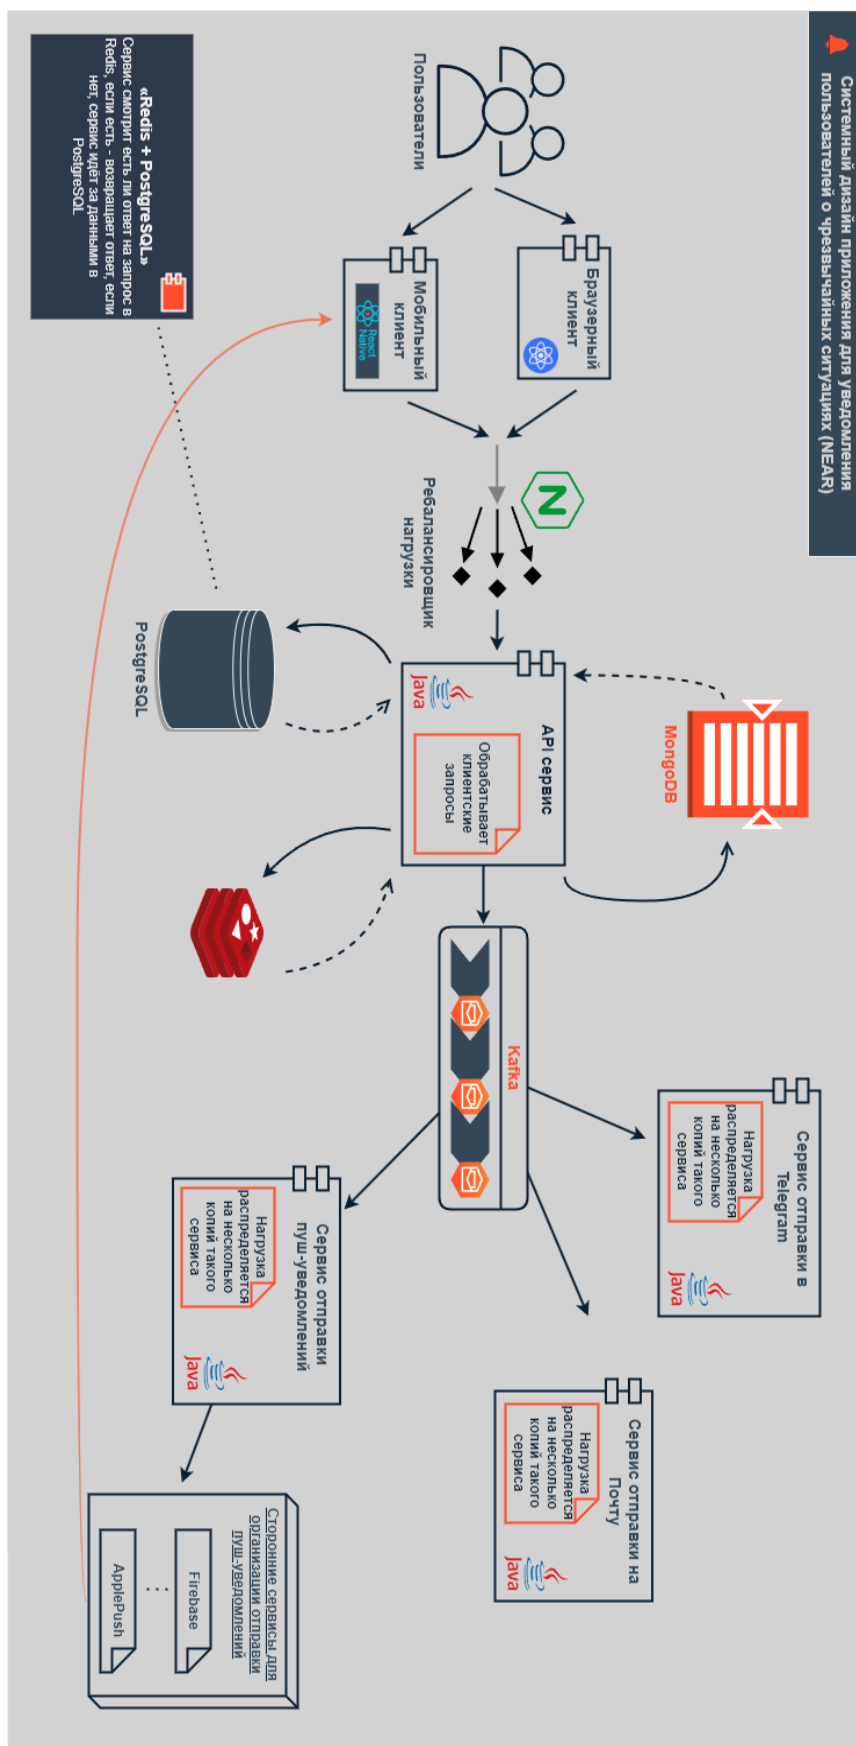 Системный дизайн приложения для уведомления
пользователей о чрезвычайных ситуациях (NEAR)
Пользователи
Браузерный
клиент
Мобильный
клиент
React
Native
N
Ребалансировщик
нагрузки
MongoDB
API сервис
Обрабатывает
клиентские
запросы
Java
PostgreSQL
«Redis + PostgreSQL»
Сервис смотрит есть ли ответ на запрос в
Redis, если есть - возвращает ответ, если
нет, сервис идёт за данными в
PostgreSQL
Kafka
Сервис отправки в
Telegram
Нагрузка
распределяется
на несколько
копий такого
сервиса
Java
Сервис отправки на
Почту
Нагрузка
распределяется
на несколько
копий такого
сервиса
Java
Сервис отправки
пуш-уведомлений
Нагрузка
распределяется
на несколько
копий такого
сервиса
Java
Сторонние сервисы для
организации отправки
пуш-уведомлений
Firebase
...
ApplePush